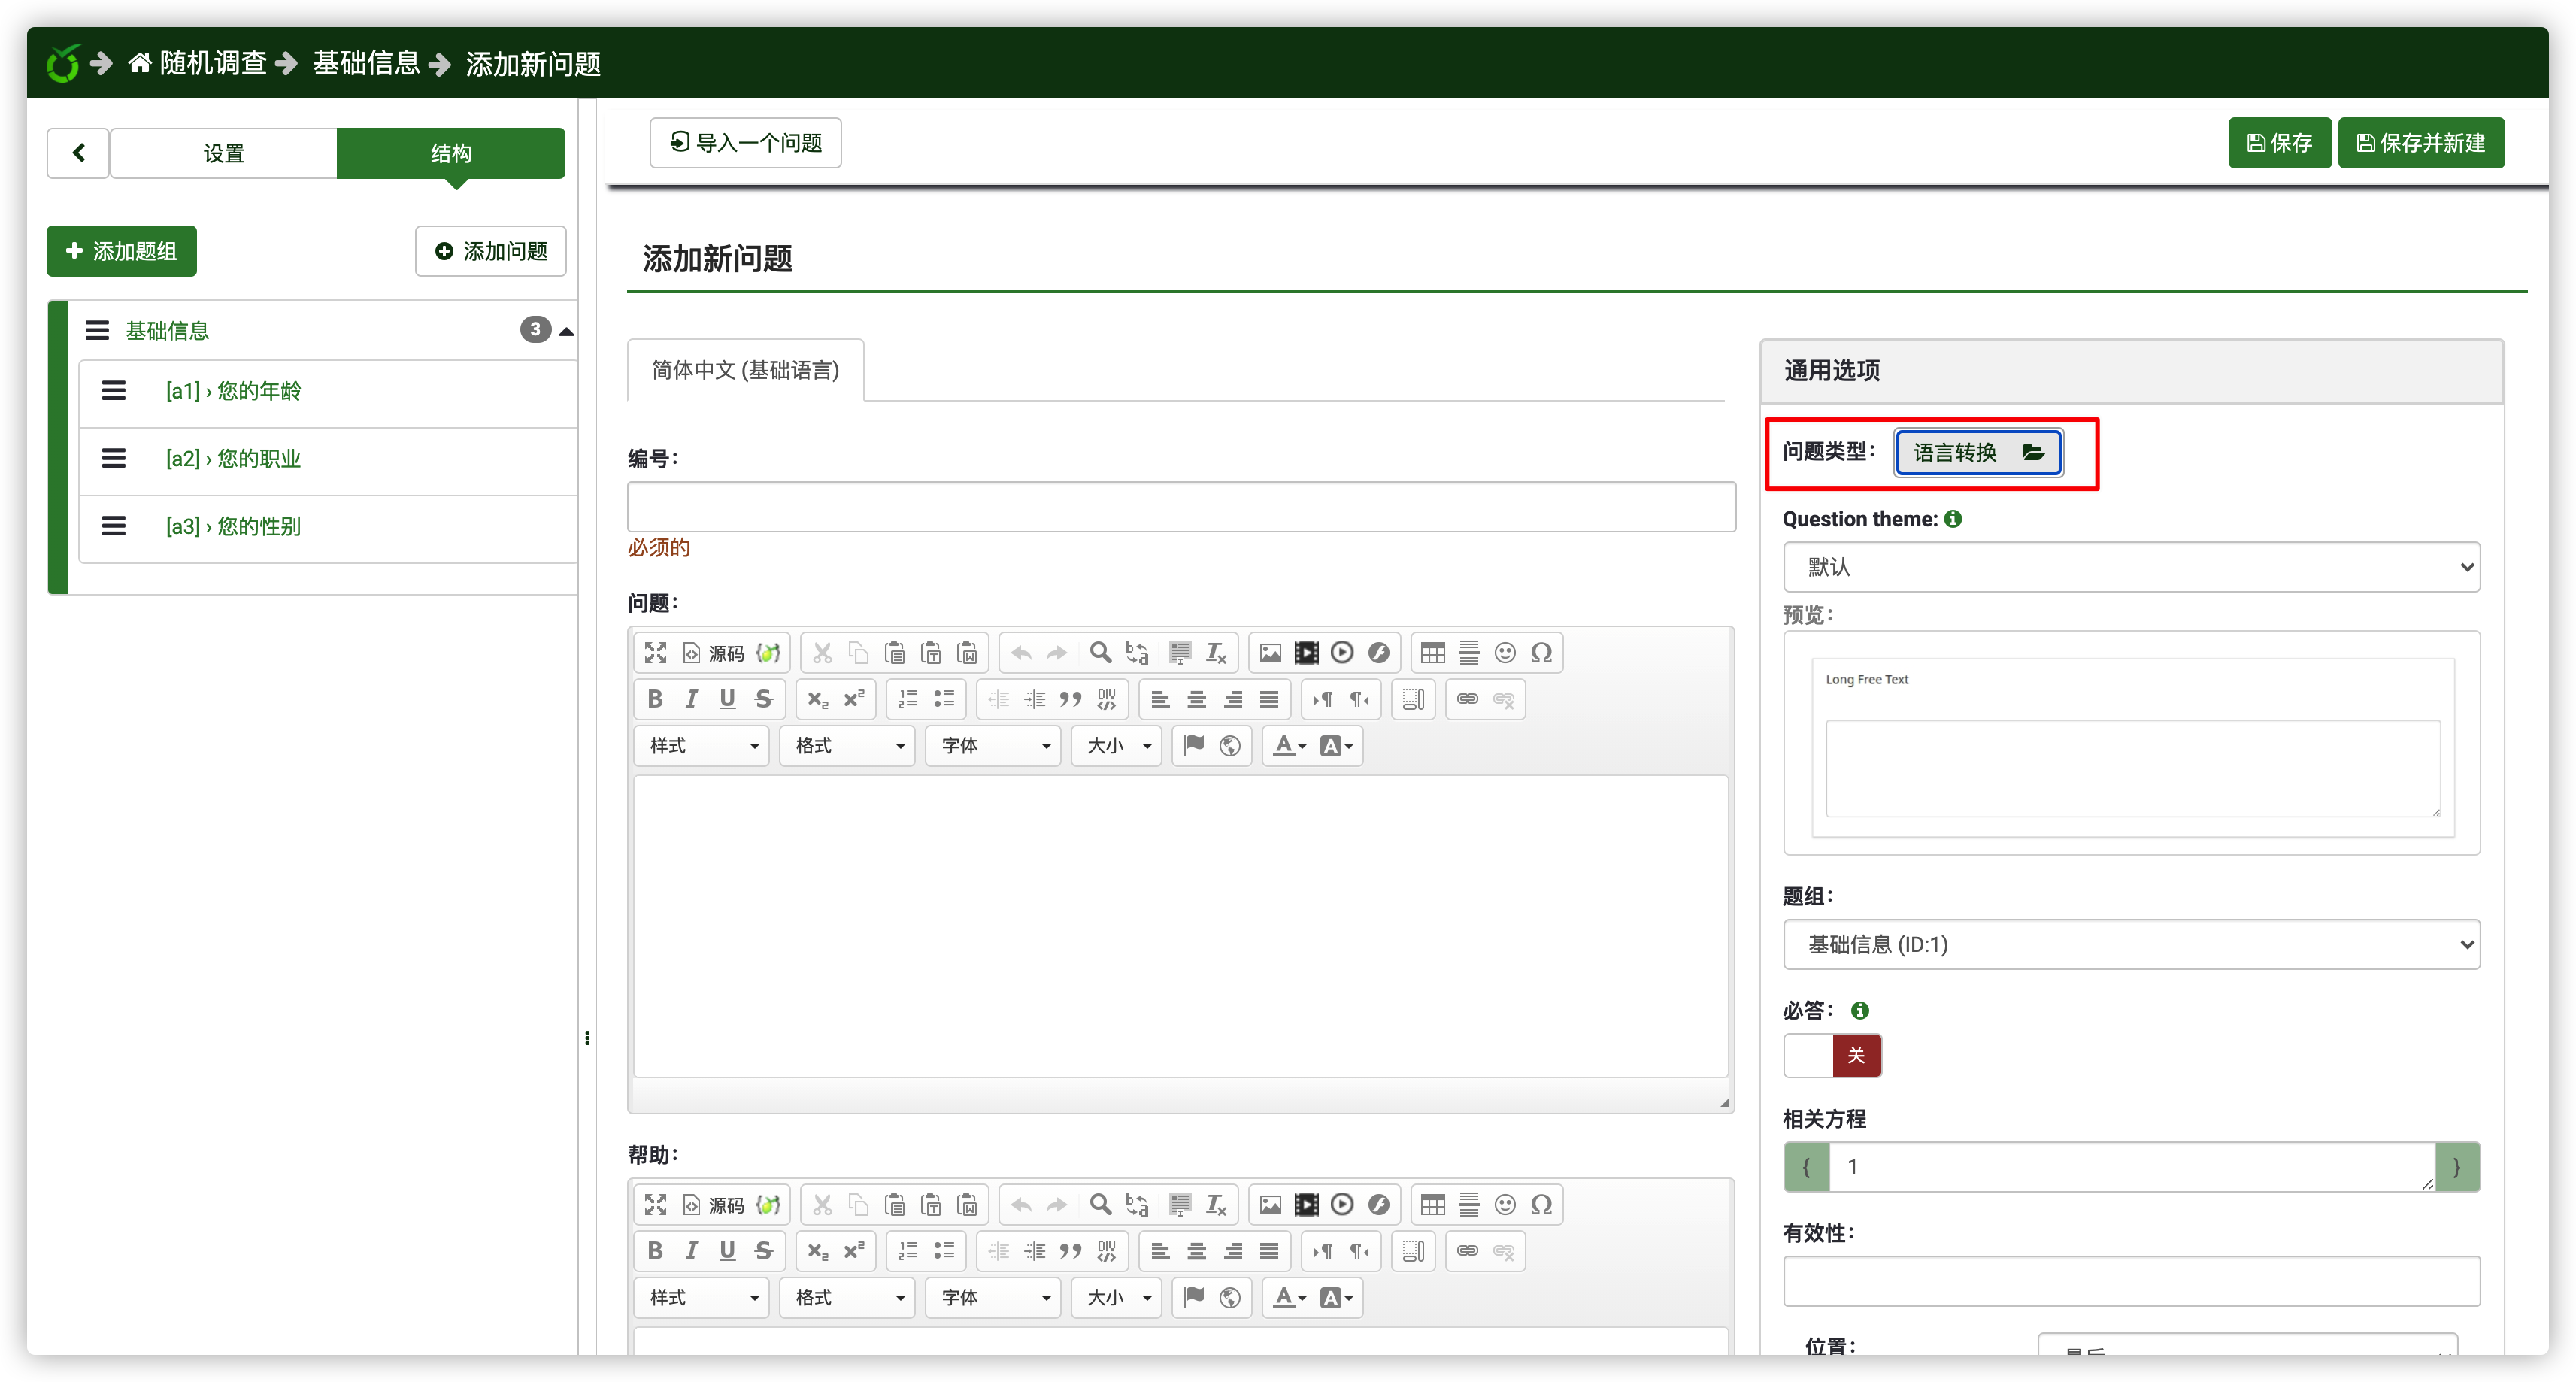 随机调查 基础信息 添加新问题
设置 结构
导入一个问题
保存 保存并新建
添加题组 添加问题
基础信息 3
[a1] › 您的年龄
[a2] › 您的职业
[a3] › 您的性别
添加新问题
简体中文 (基础语言)
编号：
必须的
问题：
源码
B I U S
样式 格式 字体 大小
帮助：
源码
B I U S
样式 格式 字体 大小
通用选项
问题类型： 语言转换
Question theme:
默认
预览：
Long Free Text
题组：
基础信息 (ID:1)
必答：
关
相关方程
{ 1 }
有效性：
位置：